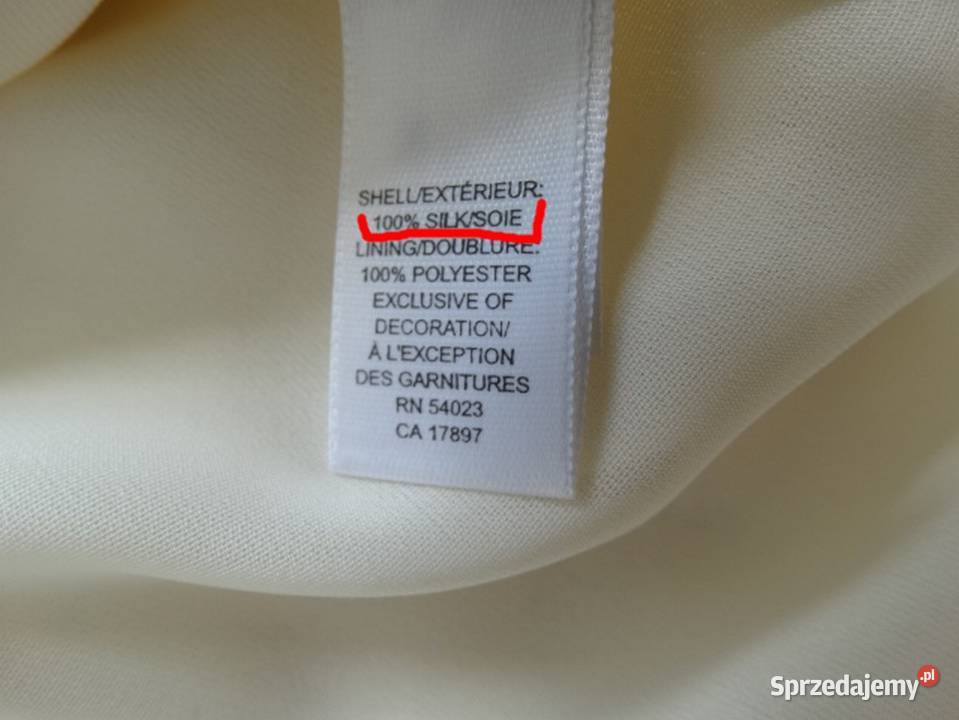 SHELL/EXTÉRIEUR:
100% SILK/SOIE
LINING/DOUBLURE:
100% POLYESTER
EXCLUSIVE OF
DECORATION/
À L'EXCEPTION
DES GARNITURES
RN 54023
CA 17897
Sprzedajemy.pl